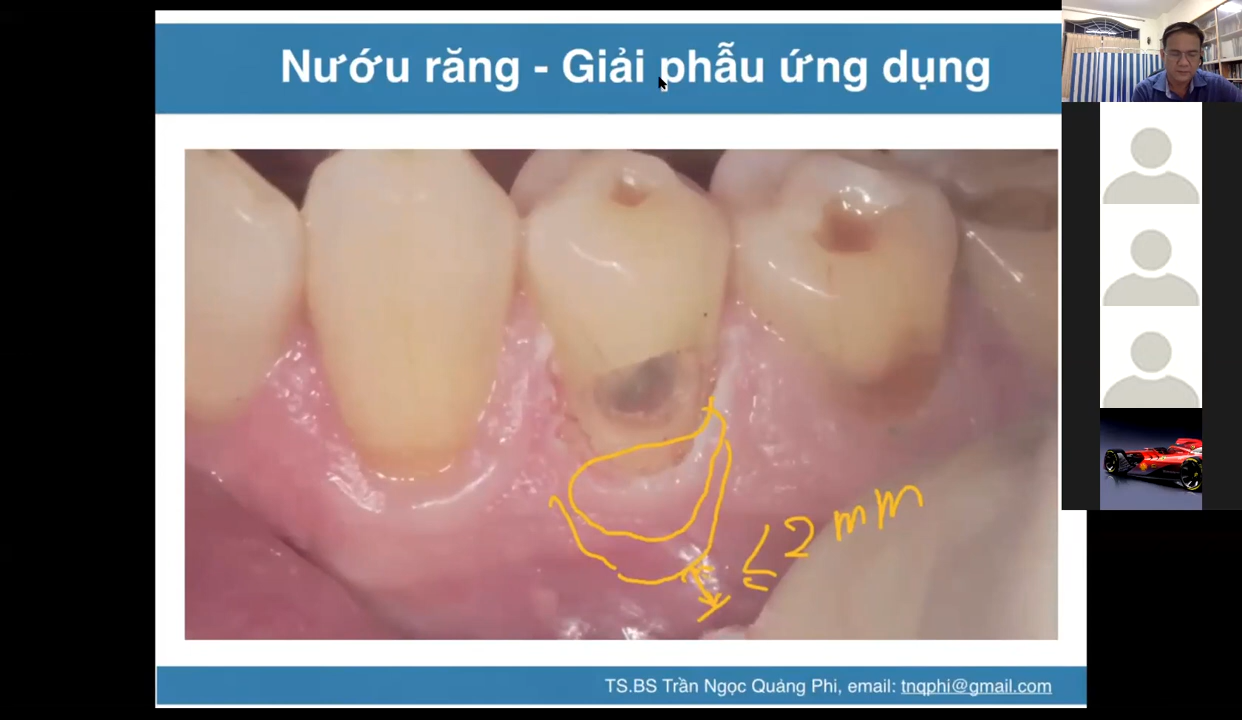 Nướu răng - Giải phẫu ứng dụng
≤ 2 mm
TS.BS Trần Ngọc Quảng Phi, email: tnqphi@gmail.com